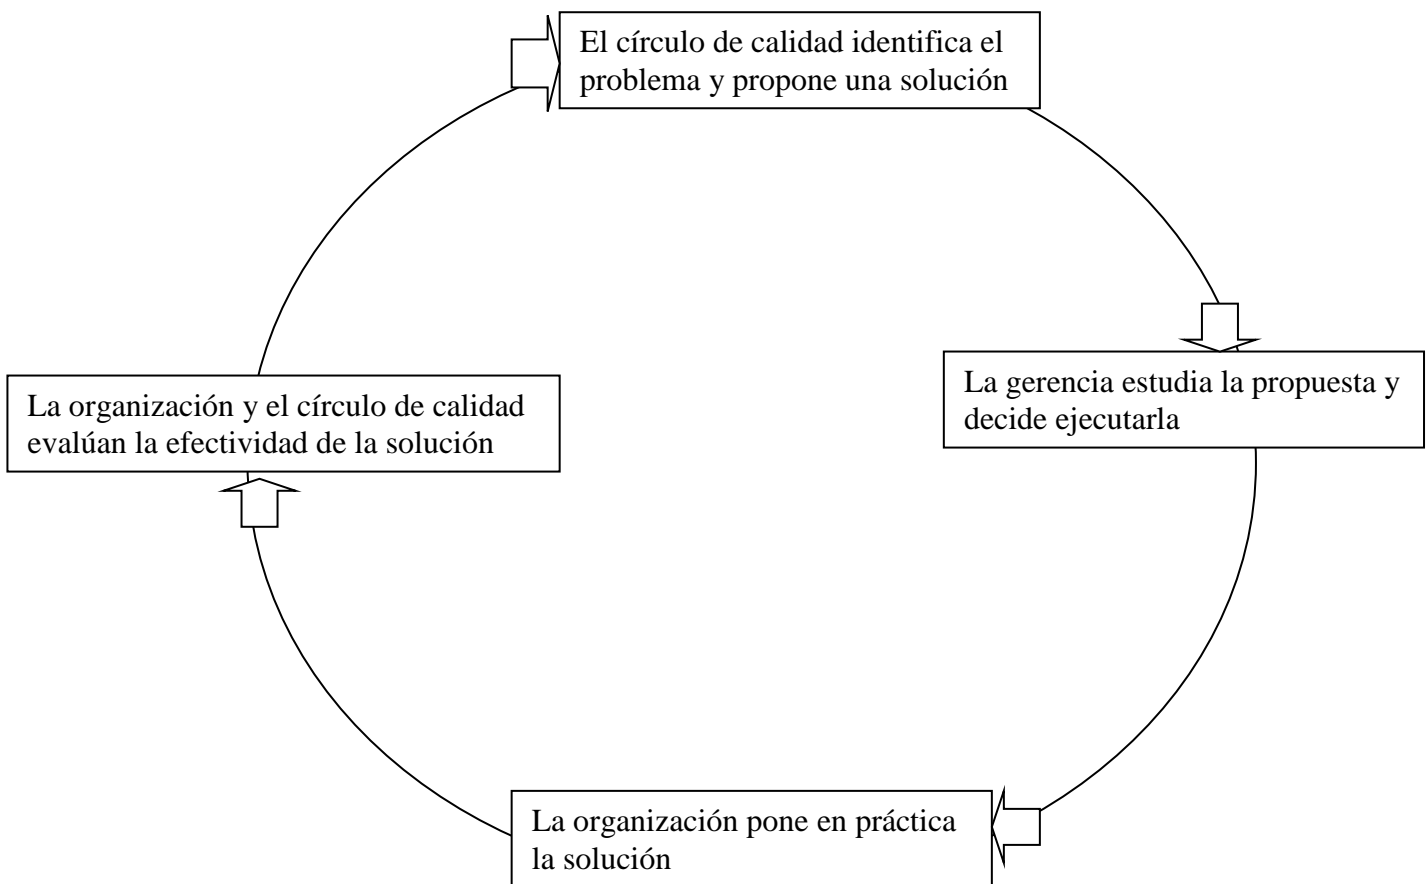 El círculo de calidad identifica el
problema y propone una solución
La gerencia estudia la propuesta y
decide ejecutarla
La organización y el círculo de calidad
evalúan la efectividad de la solución
La organización pone en práctica
la solución